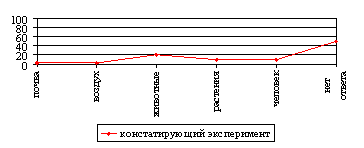 100
80
60
40
20
0
почва
воздух
животные
растения
человек
нет
ответа
констатирующий эксперимент